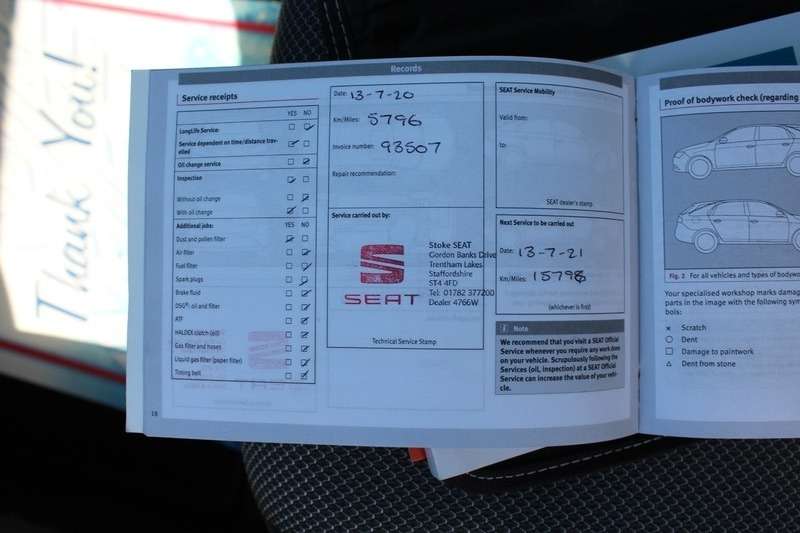 Thank You!
Records
Service receipts
YES NO
LongLife Service:
Service dependent on time/distance trav-
elled
Oil change service
Inspection
Without oil change
With oil change
Additional jobs: YES NO
Dust and pollen filter
Air filter
Fuel filter
Spark plugs
Brake fluid
DSG®: oil and filter
ATF
HALDEX clutch (oil)
Gas filter and hoses
Liquid gas filter (paper filter)
Timing belt
18
Date: 13-7-20
Km/Miles: 5796
Invoice number: 93507
Repair recommendation:
Service carried out by:
SEAT
Stoke SEAT
Gordon Banks Drive
Trentham Lakes
Staffordshire
ST4 4FD
Tel: 01782 377200
Dealer 4766W
Technical Service Stamp
SEAT Service Mobility
Valid from:
to:
SEAT dealer's stamp
Next Service to be carried out
Date: 13-7-21
Km/Miles: 15796
(whichever is first)
i Note
We recommend that you visit a SEAT Official
Service whenever you require any work done
on your vehicle. Scrupulously following the
Services (oil, inspection) at a SEAT Official
Service can increase the value of your vehi-
cle.
Proof of bodywork check (regarding
Fig. 2 For all vehicles and types of bodywo
Your specialised workshop marks damag
parts in the image with the following sym
bols:
× Scratch
○ Dent
□ Damage to paintwork
△ Dent from stone